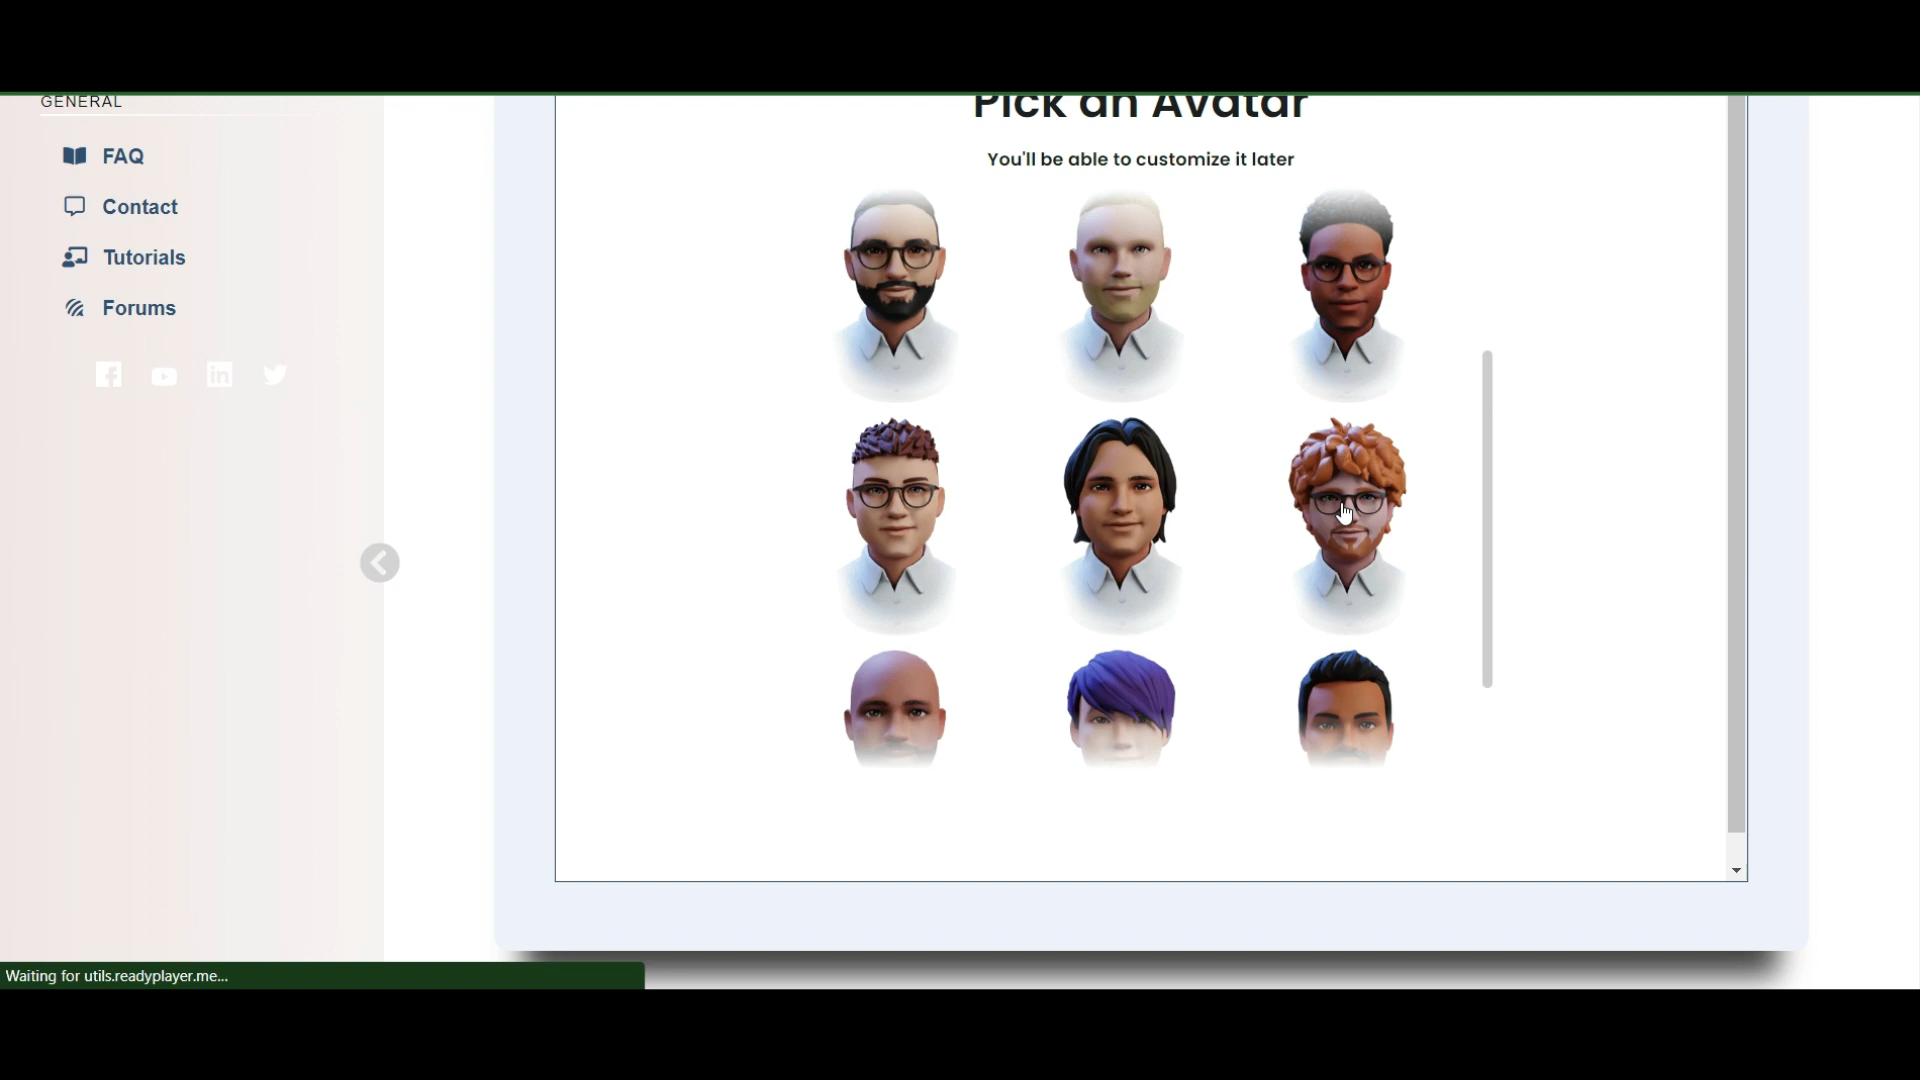 GENERAL
Pick an Avatar
You'll be able to customize it later
FAQ
Contact
Tutorials
Forums
Waiting for utils.readyplayer.me...